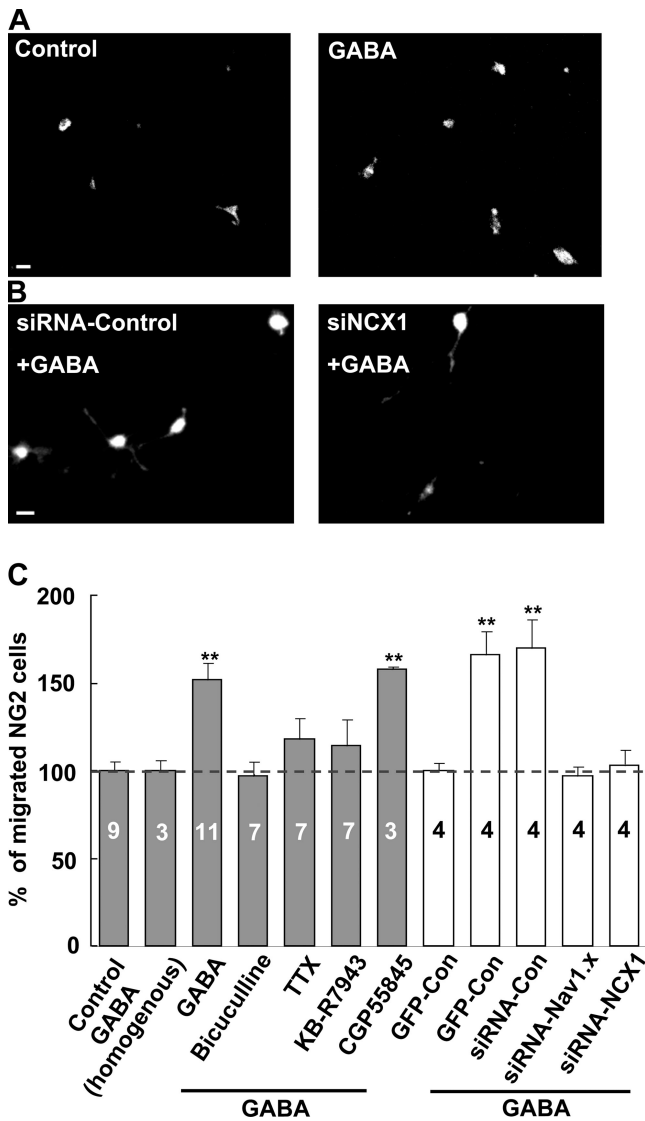 A
Control
GABA
B
siRNA-Control
+GABA
siNCX1
+GABA
C
% of migrated NG2 cells
200
150
100
50
0
**
**
**
**
9
3
11
7
7
7
3
4
4
4
4
4
Control
GABA
(homogenous)
GABA
Bicuculline
TTX
KB-R7943
CGP55845
GFP-Con
GFP-Con
siRNA-Con
siRNA-Nav1.x
siRNA-NCX1
GABA
GABA